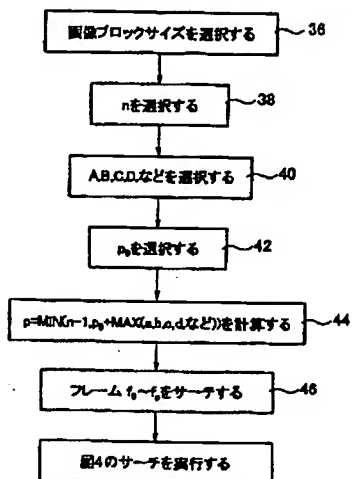 画像ブロックサイズを選択する 36
nを選択する 38
A,B,C,D,などを選択する 40
p₀を選択する 42
p=MIN(n−1,p₀+MAX(a,b,c,d,など))を計算する 44
フレーム f₀~fₚをサーチする 46
図4のサーチを実行する